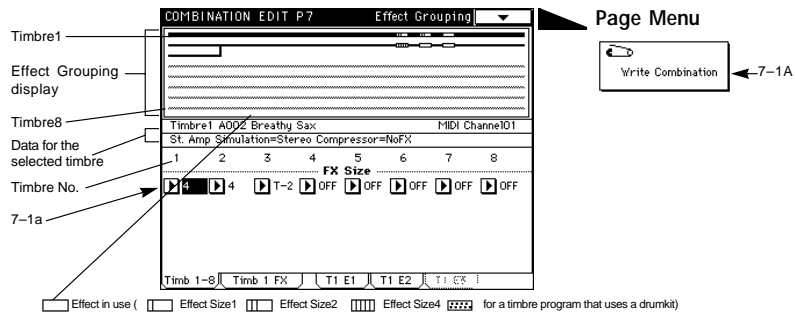 COMBINATION EDIT P7 Effect Grouping
Page Menu
Timbre1
Effect Grouping
display
Timbre8
Write Combination
7–1A
Timbre1 A002 Breathy Sax MIDI Channel01
St. Amp Simulation=Stereo Compressor=NoFX
Data for the
selected timbre
1 2 3 4 5 6 7 8
FX Size
Timbre No.
4 4 T-2 OFF OFF OFF OFF OFF
7–1a
Timb 1-8 Timb 1 FX T1 E1 T1 E2 T1 E3
Effect in use ( Effect Size1 Effect Size2 Effect Size4 for a timbre program that uses a drumkit)